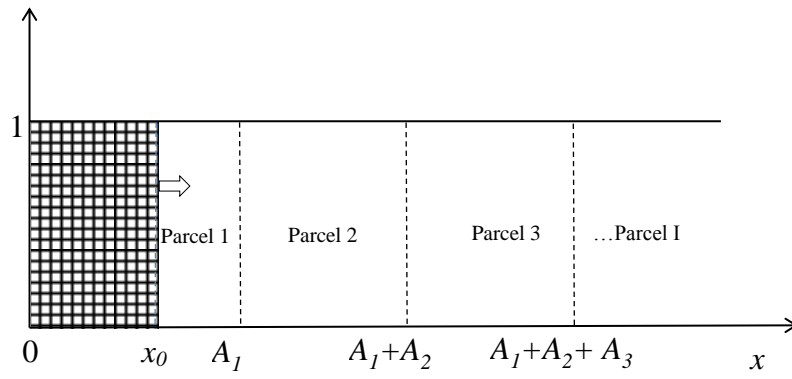 1
Parcel 1 Parcel 2 Parcel 3 …Parcel I
0 x₀ A₁ A₁+A₂ A₁+A₂+ A₃ x